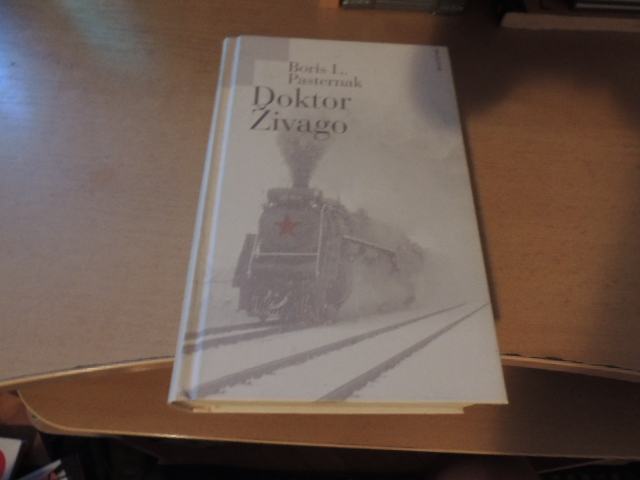 Boris L.
Pasternak
Doktor
Živago